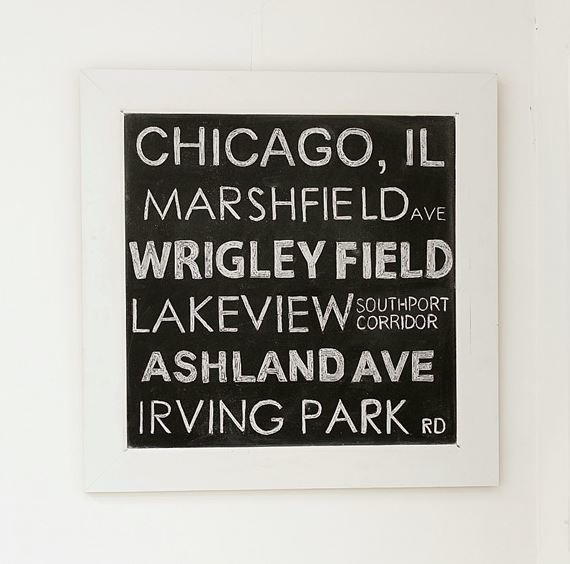 CHICAGO, IL
MARSHFIELD AVE
WRIGLEY FIELD
LAKEVIEW SOUTHPORT CORRIDOR
ASHLAND AVE
IRVING PARK RD